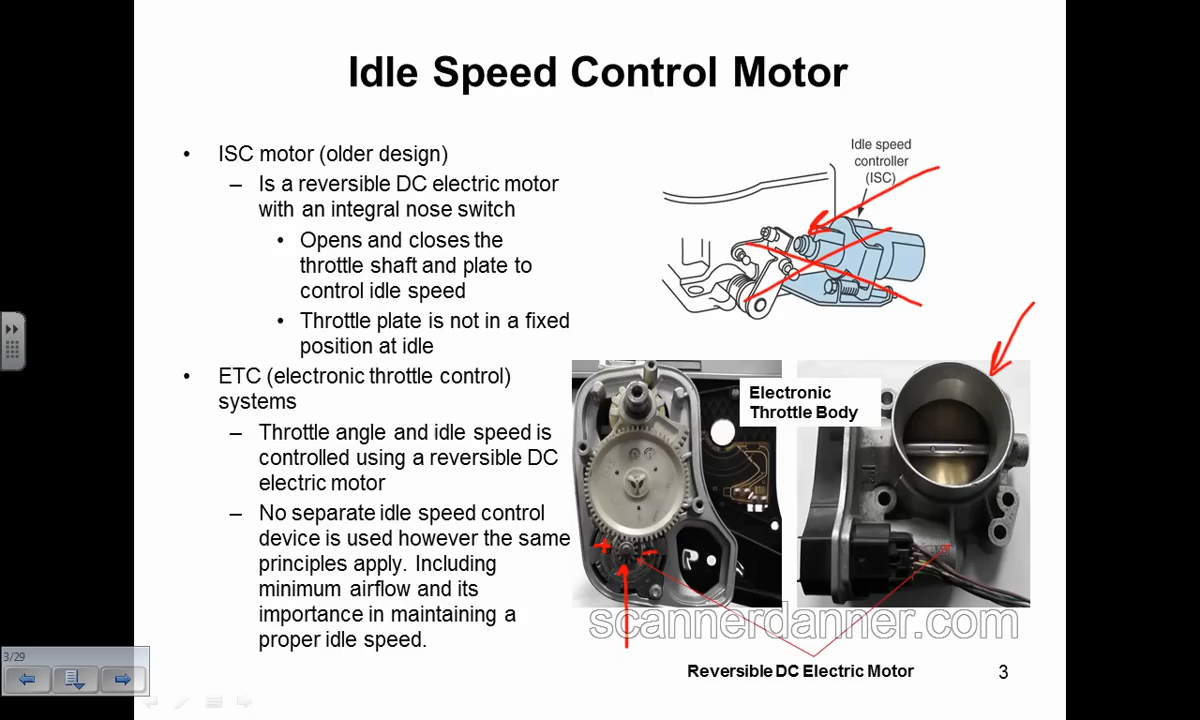 Idle Speed Control Motor
• ISC motor (older design)
– Is a reversible DC electric motor
with an integral nose switch
• Opens and closes the
throttle shaft and plate to
control idle speed
• Throttle plate is not in a fixed
position at idle
• ETC (electronic throttle control)
systems
– Throttle angle and idle speed is
controlled using a reversible DC
electric motor
– No separate idle speed control
device is used however the same
principles apply. Including
minimum airflow and its
importance in maintaining a
proper idle speed.
Idle speed
controller
(ISC)
Electronic
Throttle Body
+ -
scannerdanner.com
Reversible DC Electric Motor
3
3/29